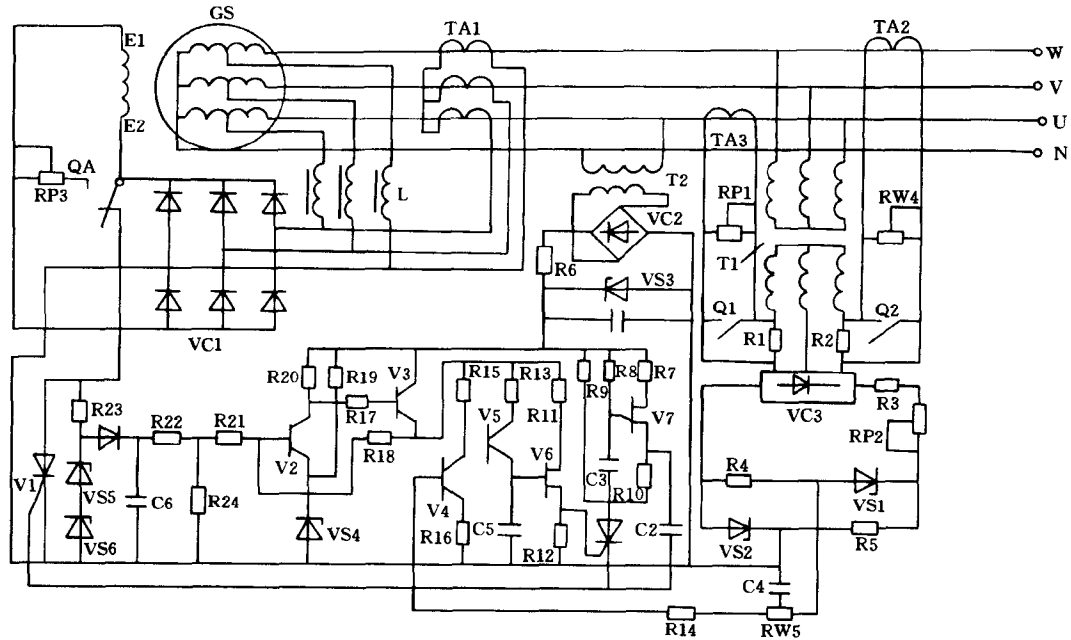 GS
E1
TA1
TA2
W
V
U
N
E2
TA3
QA
RP3
L
T2
VC2
RP1
RW4
T1
R6
VS3
Q1
Q2
R1
R2
VC1
VC3
R3
RP2
R20
R19
V3
R15
R13
R9
R8
R7
R17
R11
V5
V7
R23
R22
R21
V2
R18
V6
C3
R10
R4
VS1
V1
VS5
C6
R24
VS4
V4
R16
C5
R12
C2
VS2
R5
VS6
C4
R14
RW5